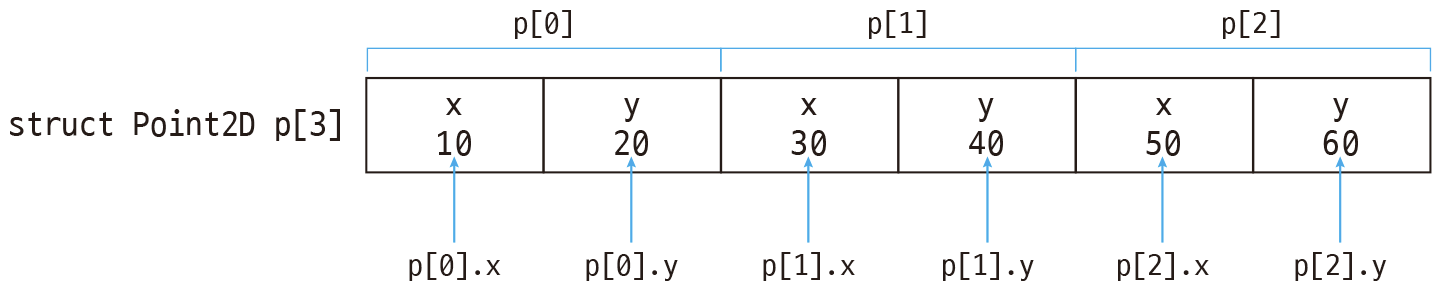 p[0] p[1] p[2]
struct Point2D p[3]
x y x y x y
10 20 30 40 50 60
p[0].x p[0].y p[1].x p[1].y p[2].x p[2].y